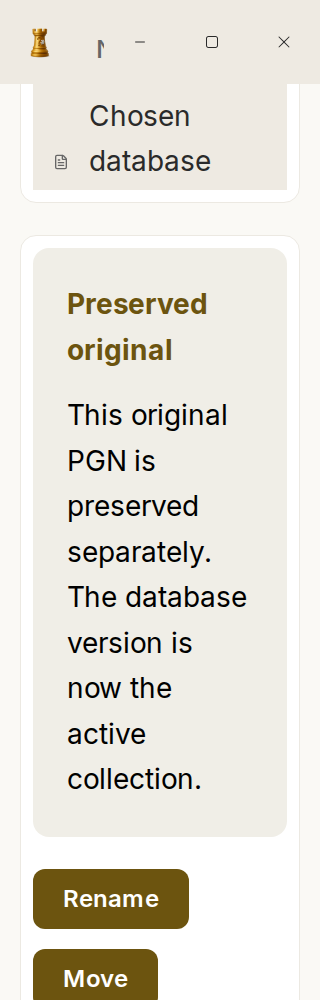 Chosen
database
Preserved
original
This original
PGN is
preserved
separately.
The database
version is
now the
active
collection.
Rename
Move